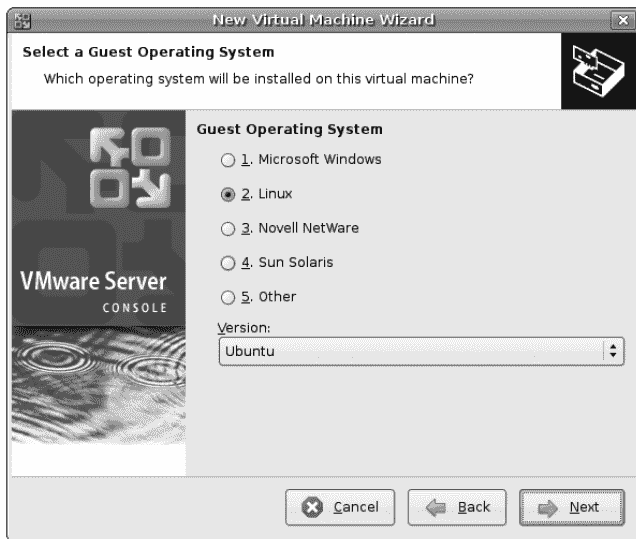 New Virtual Machine Wizard
Select a Guest Operating System
Which operating system will be installed on this virtual machine?
Guest Operating System
1. Microsoft Windows
2. Linux
3. Novell NetWare
4. Sun Solaris
5. Other
Version:
Ubuntu
VMware Server
CONSOLE
Cancel
Back
Next